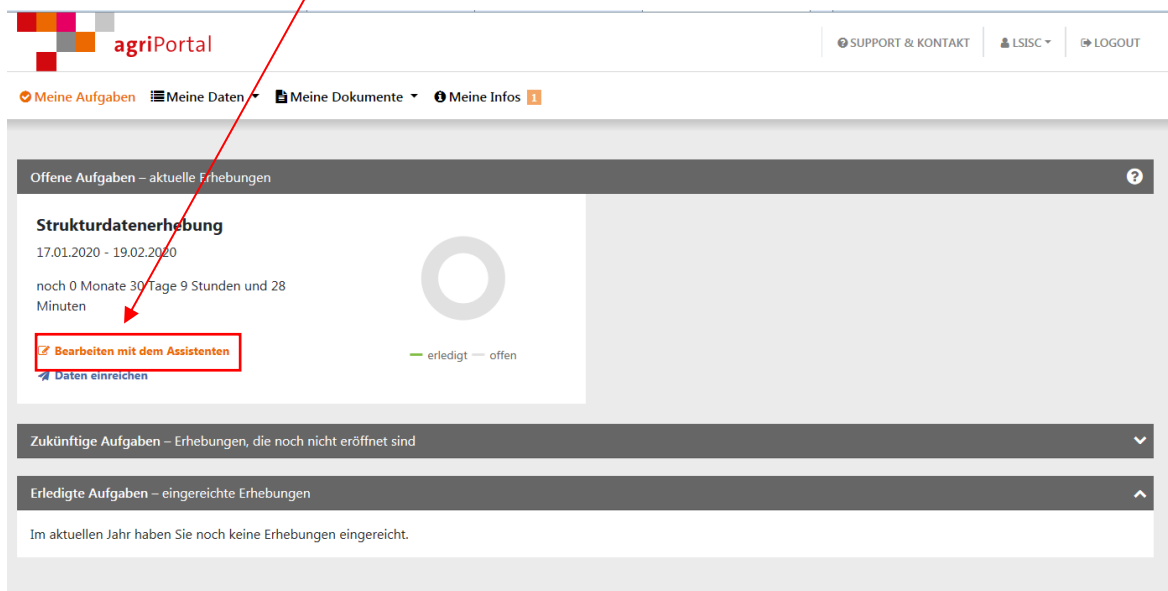 agriPortal
SUPPORT & KONTAKT LSISC LOGOUT
Meine Aufgaben Meine Daten Meine Dokumente Meine Infos 1
Offene Aufgaben – aktuelle Erhebungen
Strukturdatenerhebung
17.01.2020 - 19.02.2020
noch 0 Monate 30 Tage 9 Stunden und 28
Minuten
Bearbeiten mit dem Assistenten
Daten einreichen
erledigt offen
Zukünftige Aufgaben – Erhebungen, die noch nicht eröffnet sind
Erledigte Aufgaben – eingereichte Erhebungen
Im aktuellen Jahr haben Sie noch keine Erhebungen eingereicht.